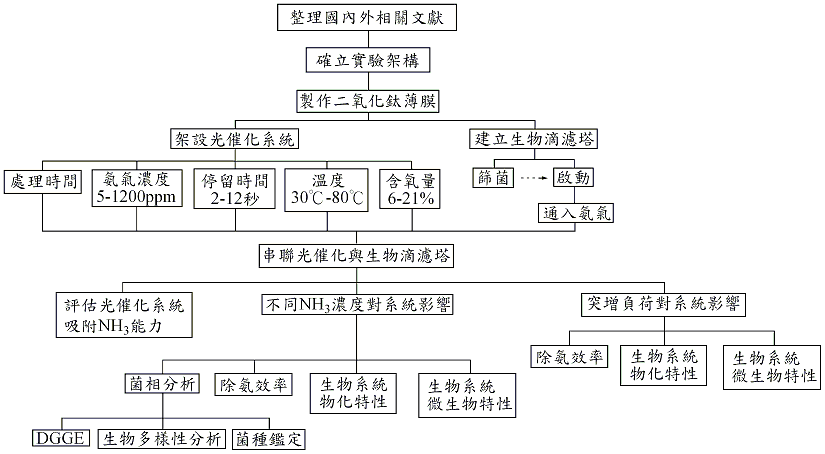 整理國內外相關文獻
確立實驗架構
製作二氧化鈦薄膜
架設光催化系統
建立生物滴濾塔
處理時間
氨氣濃度
5-1200ppm
停留時間
2-12秒
溫度
30℃-80℃
含氧量
6-21%
篩菌
啟動
通入氨氣
串聯光催化與生物滴濾塔
評估光催化系統
吸附NH3能力
不同NH3濃度對系統影響
突增負荷對系統影響
菌相分析
除氨效率
生物系統
物化特性
生物系統
微生物特性
除氨效率
生物系統
物化特性
生物系統
微生物特性
DGGE
生物多樣性分析
菌種鑑定